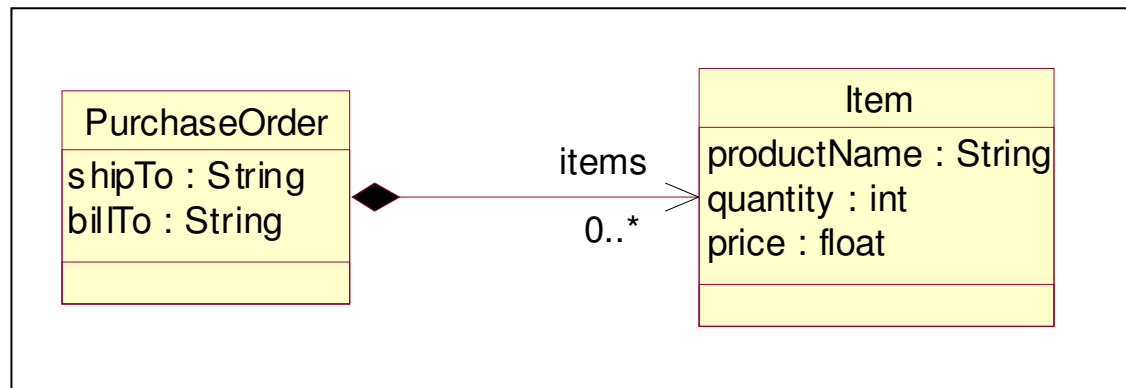 PurchaseOrder
shipTo : String
billTo : String
items
0..*
Item
productName : String
quantity : int
price : float